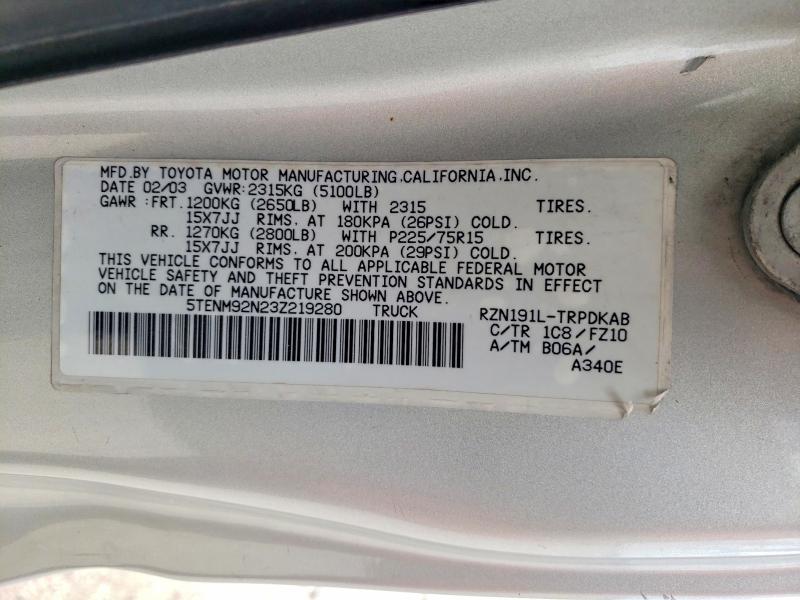 MFD.BY TOYOTA MOTOR MANUFACTURING.CALIFORNIA.INC.
DATE 02/03 GVWR:2315KG (5100LB)
GAWR:FRT.1200KG (2650LB) WITH 2315 TIRES.
15X7JJ RIMS. AT 180KPA (26PSI) COLD.
RR. 1270KG (2800LB) WITH P225/75R15 TIRES.
15X7JJ RIMS. AT 200KPA (29PSI) COLD.
THIS VEHICLE CONFORMS TO ALL APPLICABLE FEDERAL MOTOR
VEHICLE SAFETY AND THEFT PREVENTION STANDARDS IN EFFECT
ON THE DATE OF MANUFACTURE SHOWN ABOVE.
5TENM92N23Z219280 TRUCK RZN191L-TRPDKAB
C/TR 1C8/FZ10
A/TM B06A/
A340E